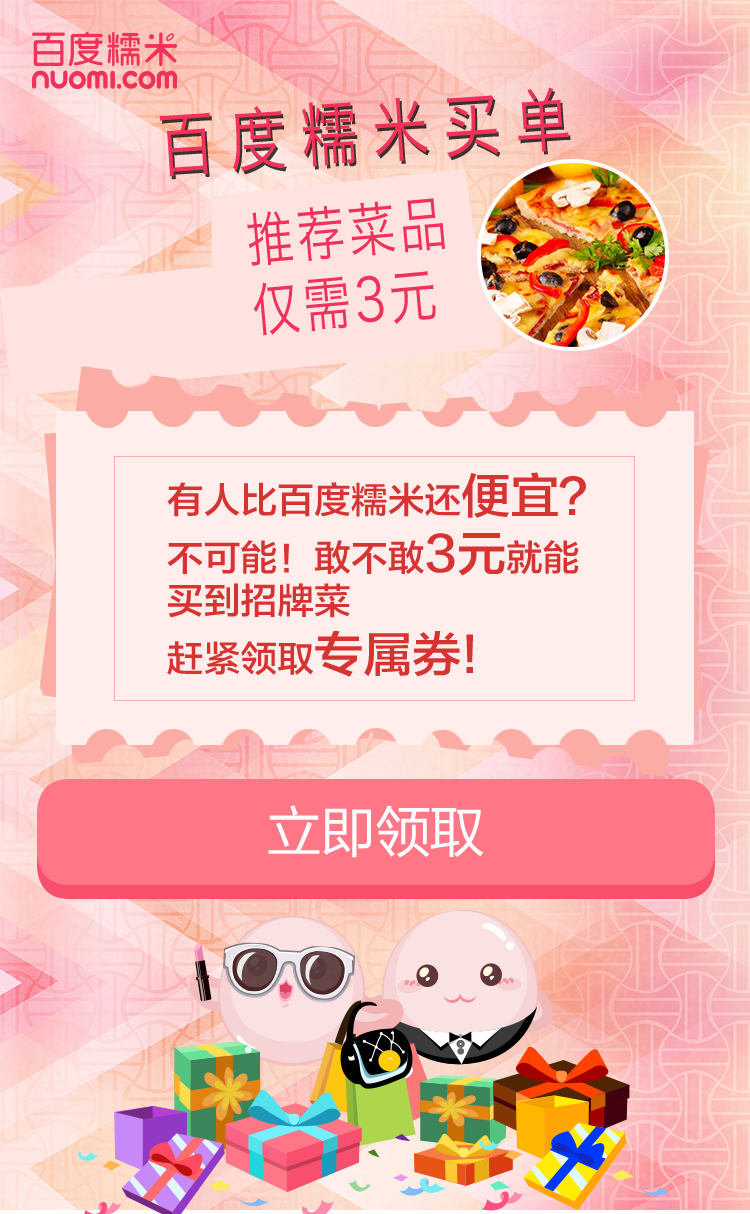 百度糯米
nuomi.com
百度糯米买单
推荐菜品
仅需3元
有人比百度糯米还便宜?
不可能！敢不敢3元就能
买到招牌菜
赶紧领取专属券!
立即领取